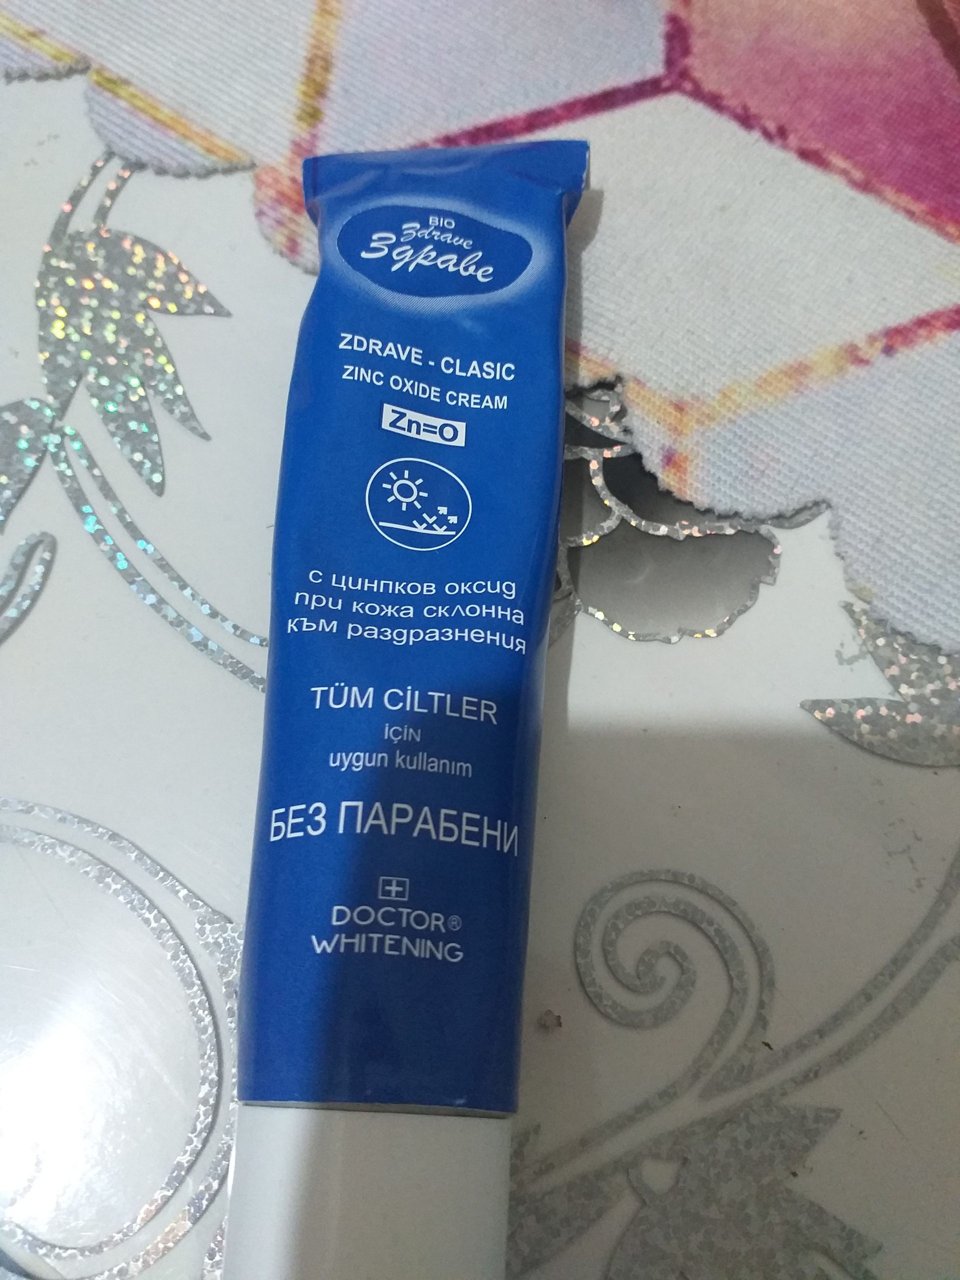 BIO
Zdrave
Здраве
ZDRAVE - CLASIC
ZINC OXIDE CREAM
Zn=O
с цинпков оксид
при кожа склонна
към раздразнения
TÜM CİLTLER
İÇİN
uygun kullanım
БЕЗ ПАРАБЕНИ
DOCTOR®
WHITENING